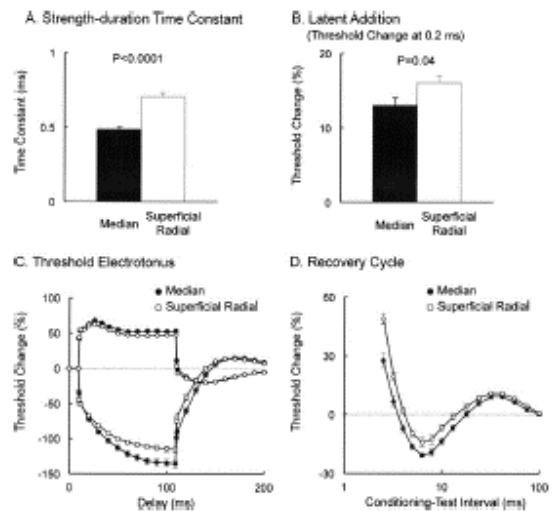 A. Strength-duration Time Constant
P<0.0001
Time Constant (ms)
1
0.5
0
Median
Superficial
Radial
B. Latent Addition
(Threshold Change at 0.2 ms)
P=0.04
Threshold Change (%)
20
10
0
Median
Superficial
Radial
C. Threshold Electrotonus
Median
Superficial Radial
Threshold Change (%)
100
50
0
-50
-100
-150
0
100
200
Delay (ms)
D. Recovery Cycle
Median
Superficial Radial
Threshold Change (%)
60
30
0
-30
1
10
100
Conditioning-Test Interval (ms)